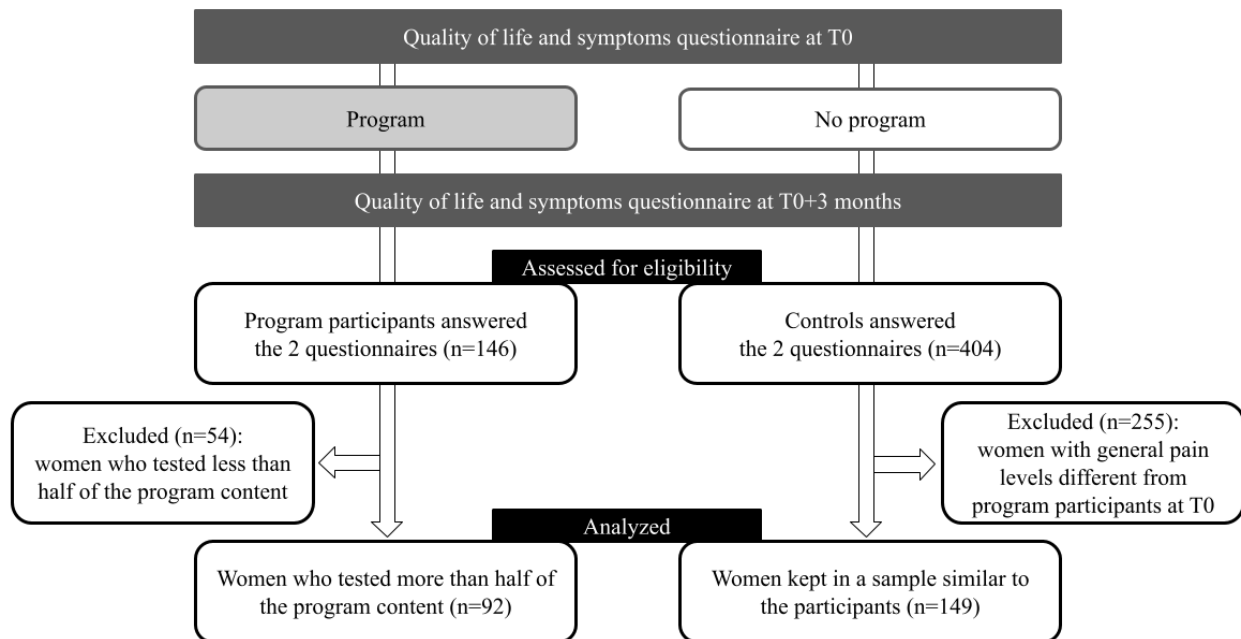 Quality of life and symptoms questionnaire at T0
Program
No program
Quality of life and symptoms questionnaire at T0+3 months
Assessed for eligibility
Program participants answered
the 2 questionnaires (n=146)
Controls answered
the 2 questionnaires (n=404)
Excluded (n=54):
women who tested less than
half of the program content
Excluded (n=255):
women with general pain
levels different from
program participants at T0
Analyzed
Women who tested more than half of
the program content (n=92)
Women kept in a sample similar to
the participants (n=149)